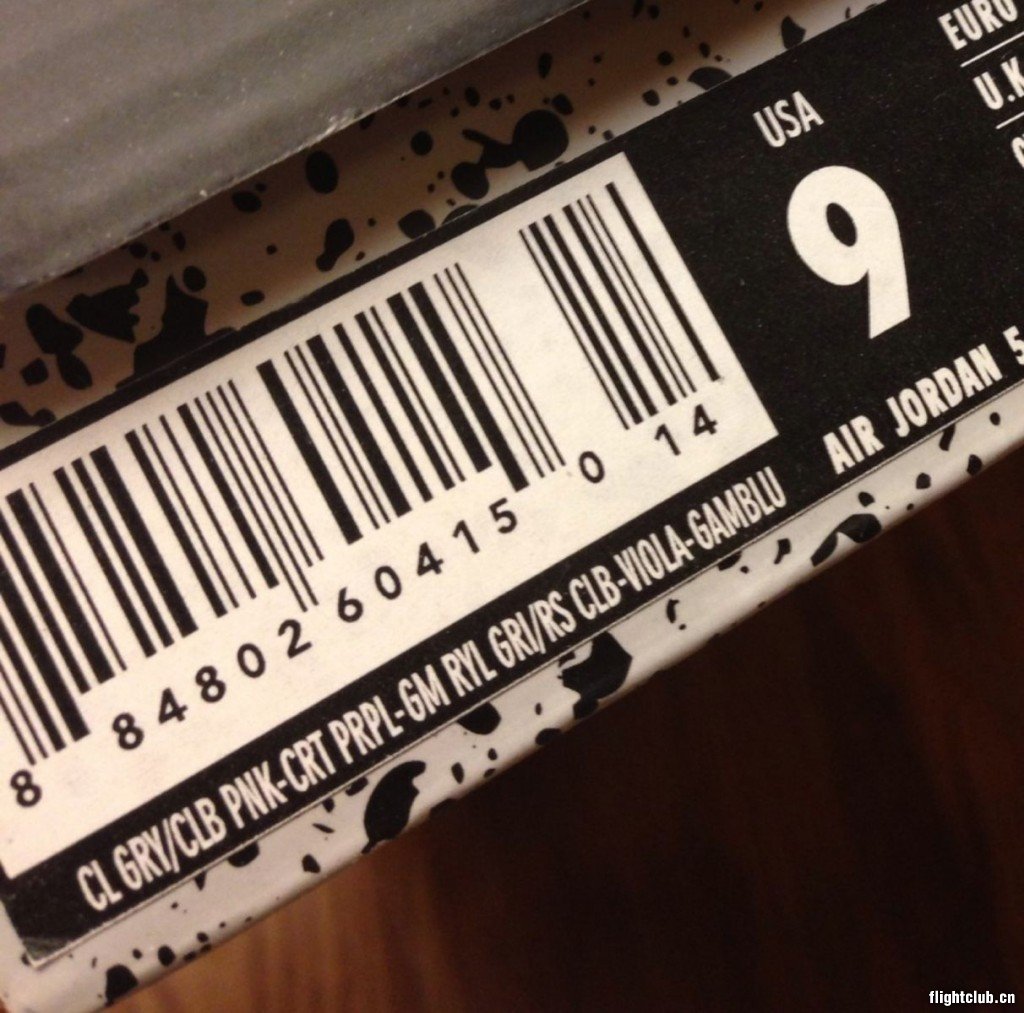 USA
9
EURO
U.K
AIR JORDAN 5
8 84802 60415 0 14
CL GRY/CLB PNK-CRT PRPL-GM RYL GRI/RS CLB-VIOLA-GAMBLU
flightclub.cn